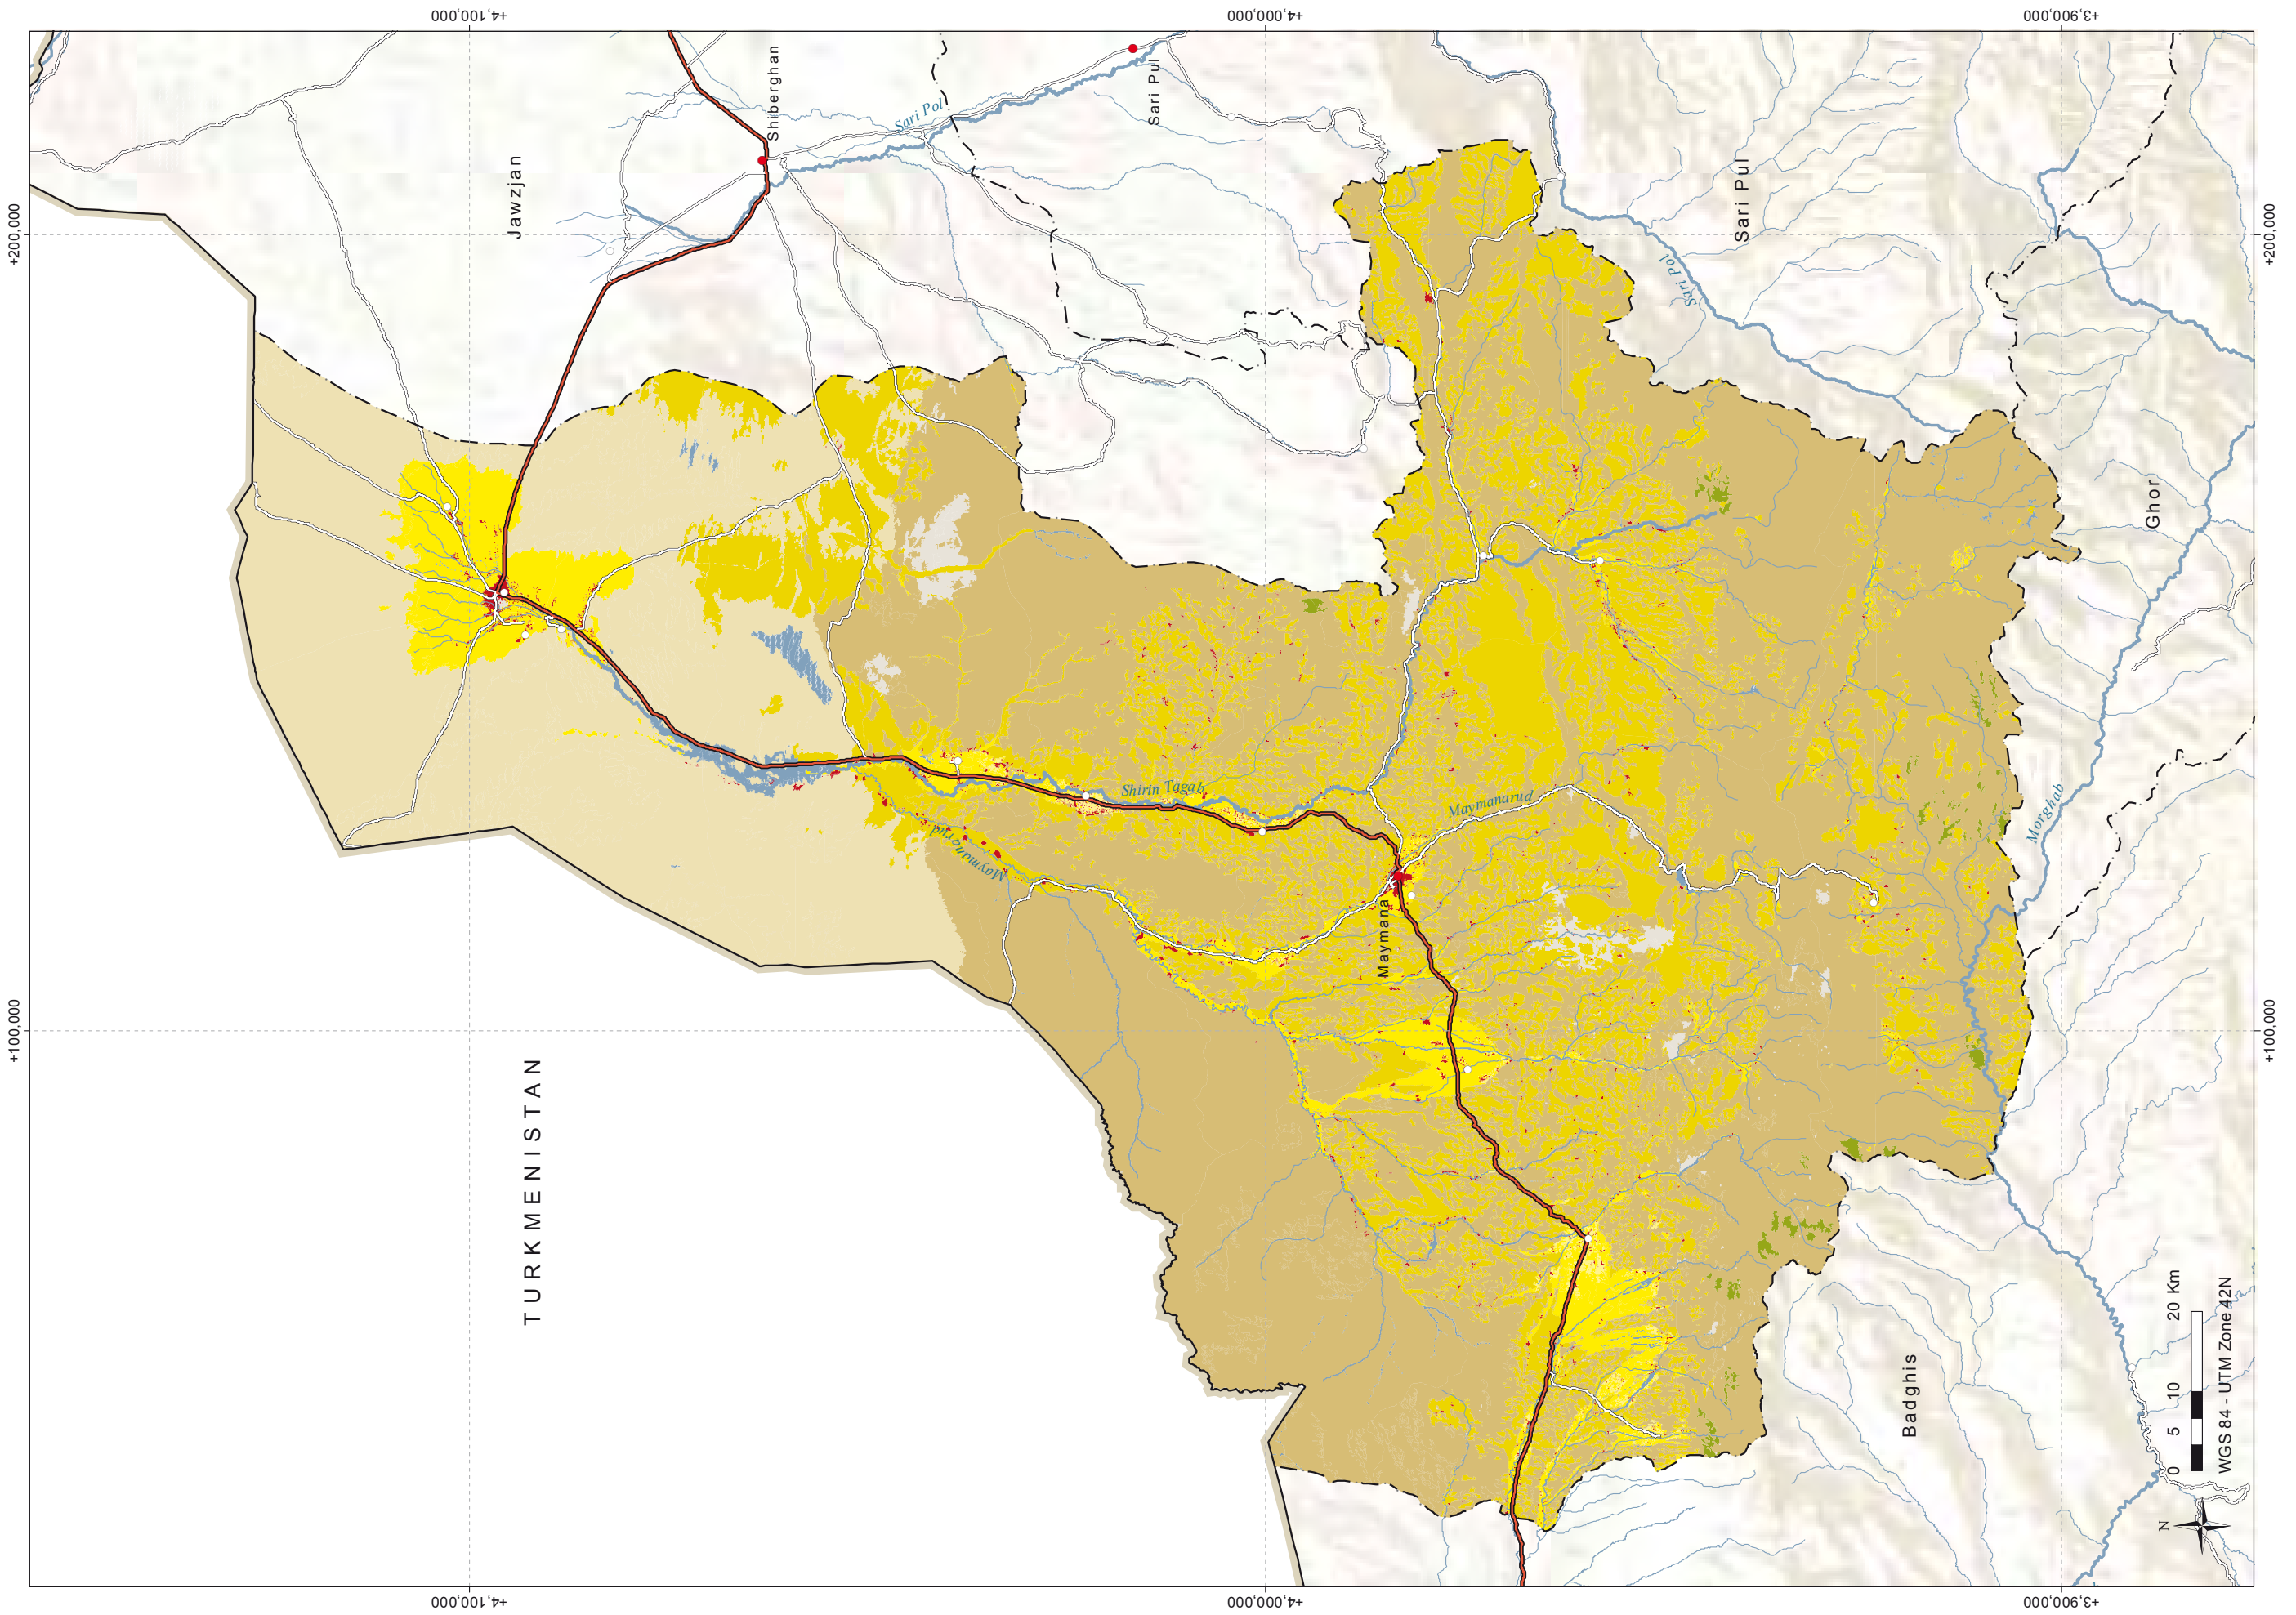 +4,100,000
+4,000,000
+3,900,000
+200,000
+200,000
+100,000
+100,000
Jawzjan
Shiberghan
Sari Pol
Sari Pul
Sari Pul
Sari Pol
Ghor
Shirin Tagab
Maymanarud
Maymanarud
Morghab
Maymana
TURKMENISTAN
Badghis
0 5 10 20 Km
WGS 84 - UTM Zone 42N
N
+4,100,000
+4,000,000
+3,900,000